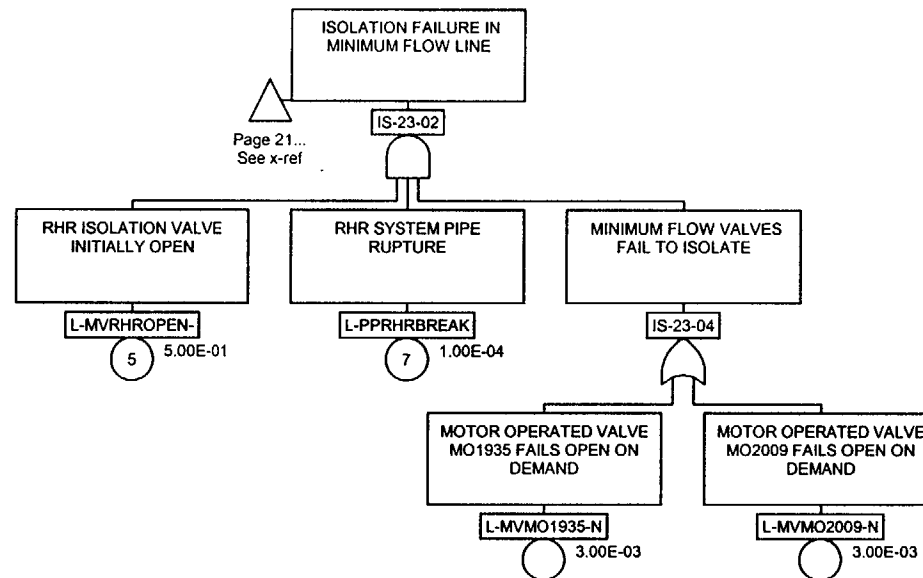 ISOLATION FAILURE IN
MINIMUM FLOW LINE
Page 21...
See x-ref
IS-23-02
RHR ISOLATION VALVE
INITIALLY OPEN
L-MVRHROPEN-
5
5.00E-01
RHR SYSTEM PIPE
RUPTURE
L-PPRHRBREAK
7
1.00E-04
MINIMUM FLOW VALVES
FAIL TO ISOLATE
IS-23-04
MOTOR OPERATED VALVE
MO1935 FAILS OPEN ON
DEMAND
L-MVMO1935-N
3.00E-03
MOTOR OPERATED VALVE
MO2009 FAILS OPEN ON
DEMAND
L-MVMO2009-N
3.00E-03